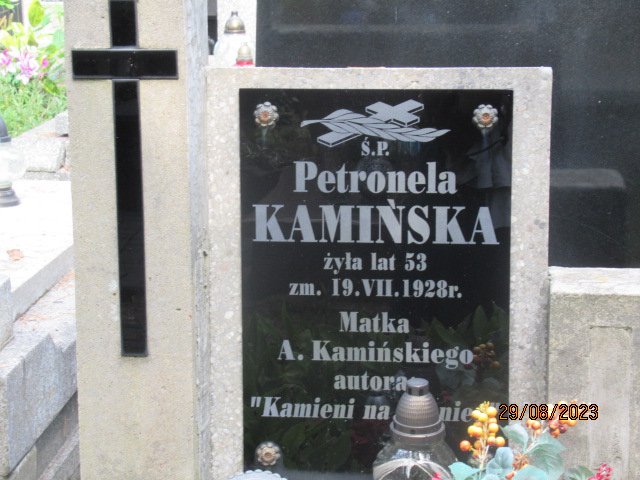 Ś.P.
Petronela
KAMIŃSKA
żyła lat 53
zm. 19.VII.1928r.
Matka
A. Kamińskiego
autora
"Kamieni na
29/08/2023